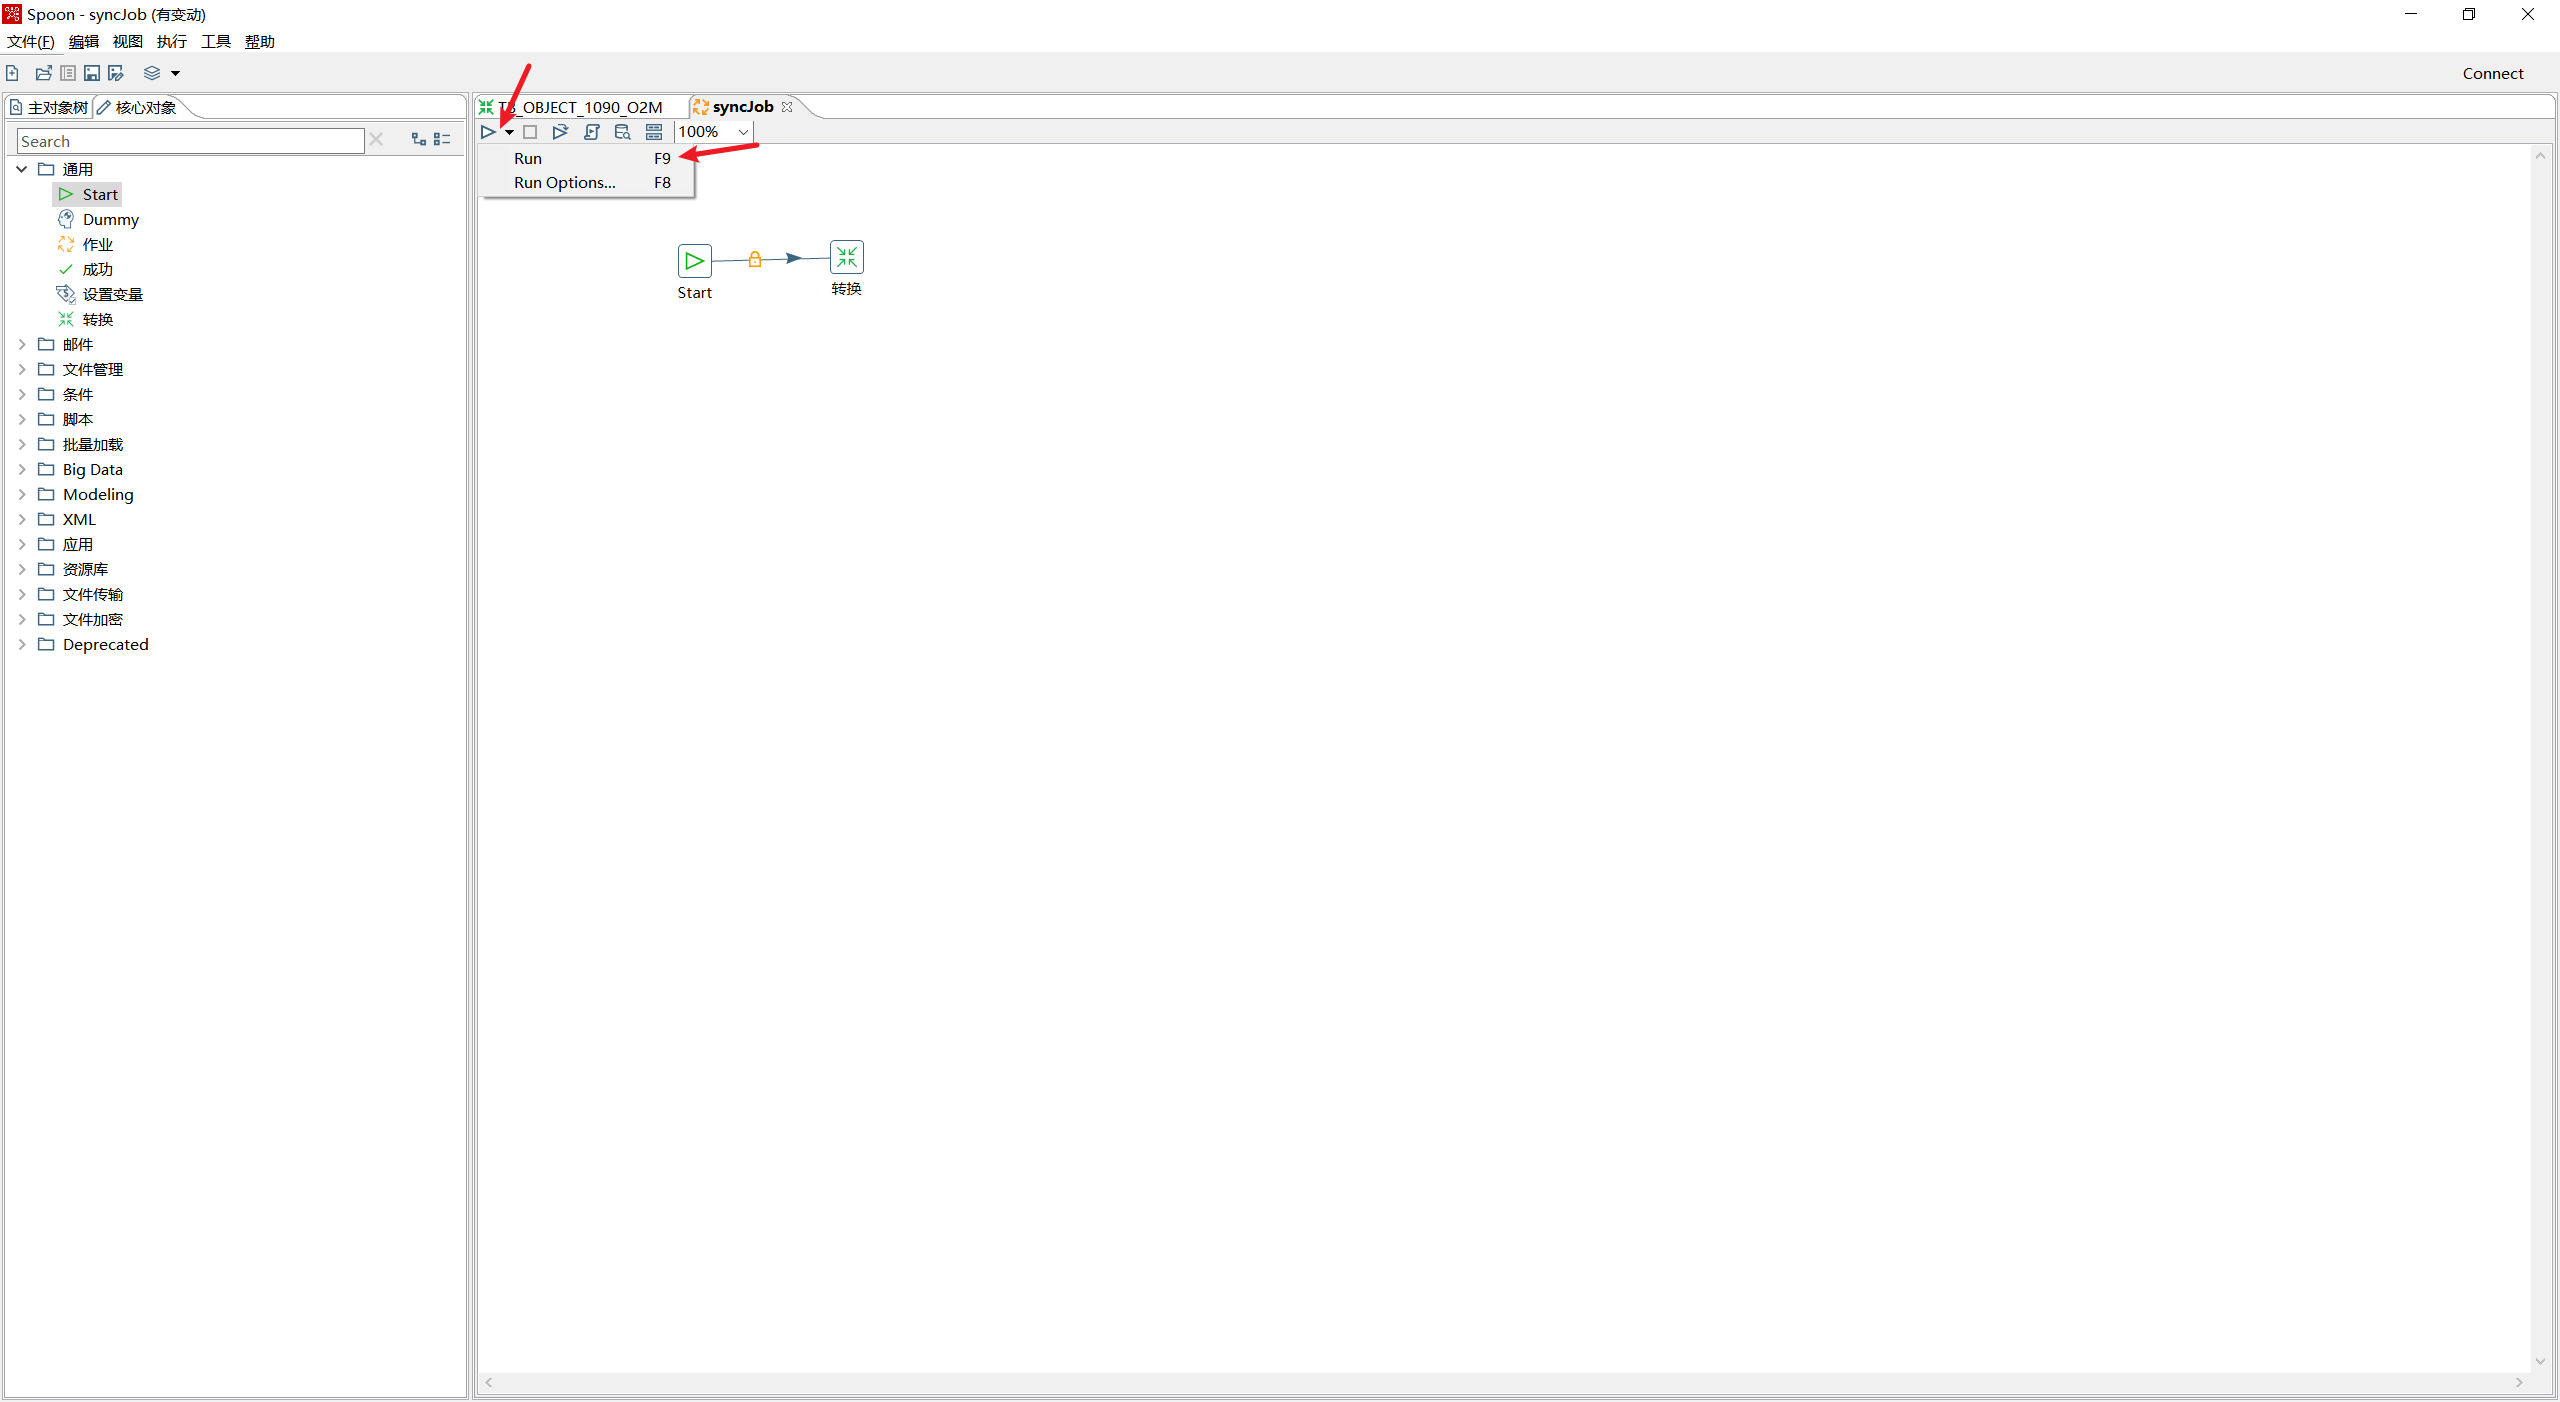 Spoon - syncJob (有变动)
文件(F) 编辑 视图 执行 工具 帮助
Connect
主对象树 核心对象
Search
通用
Start
Dummy
作业
成功
设置变量
转换
邮件
文件管理
条件
脚本
批量加载
Big Data
Modeling
XML
应用
资源库
文件传输
文件加密
Deprecated
TB_OBJECT_1090_O2M syncJob
100%
Run F9
Run Options... F8
Start 转换